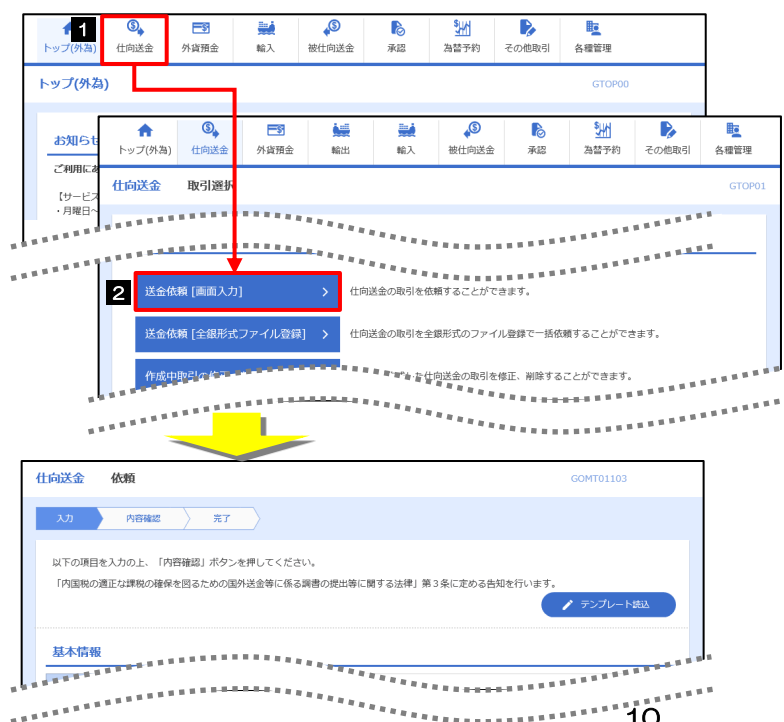 1
トップ(外為) 仕向送金 外貨預金 輸入 被仕向送金 承認 為替予約 その他取引 各種管理
トップ(外為) GTOP00
お知らせ
ご利用にあ
【サービス
・月曜日～
トップ(外為) 仕向送金 外貨預金 輸出 輸入 被仕向送金 承認 為替予約 その他取引 各種管理
仕向送金 取引選択 GTOP01
2
送金依頼 [画面入力] 仕向送金の取引を依頼することができます。
送金依頼 [全銀形式ファイル登録] 仕向送金の取引を全銀形式のファイル登録で一括依頼することができます。
作成中取引の 仕向送金の取引を修正、削除することができます。
仕向送金 依頼 GOMT01103
入力 内容確認 完了
以下の項目を入力の上、「内容確認」ボタンを押してください。
「内国税の適正な課税の確保を図るための国外送金等に係る調書の提出等に関する法律」第３条に定める告知を行います。
テンプレート読込
基本情報
10